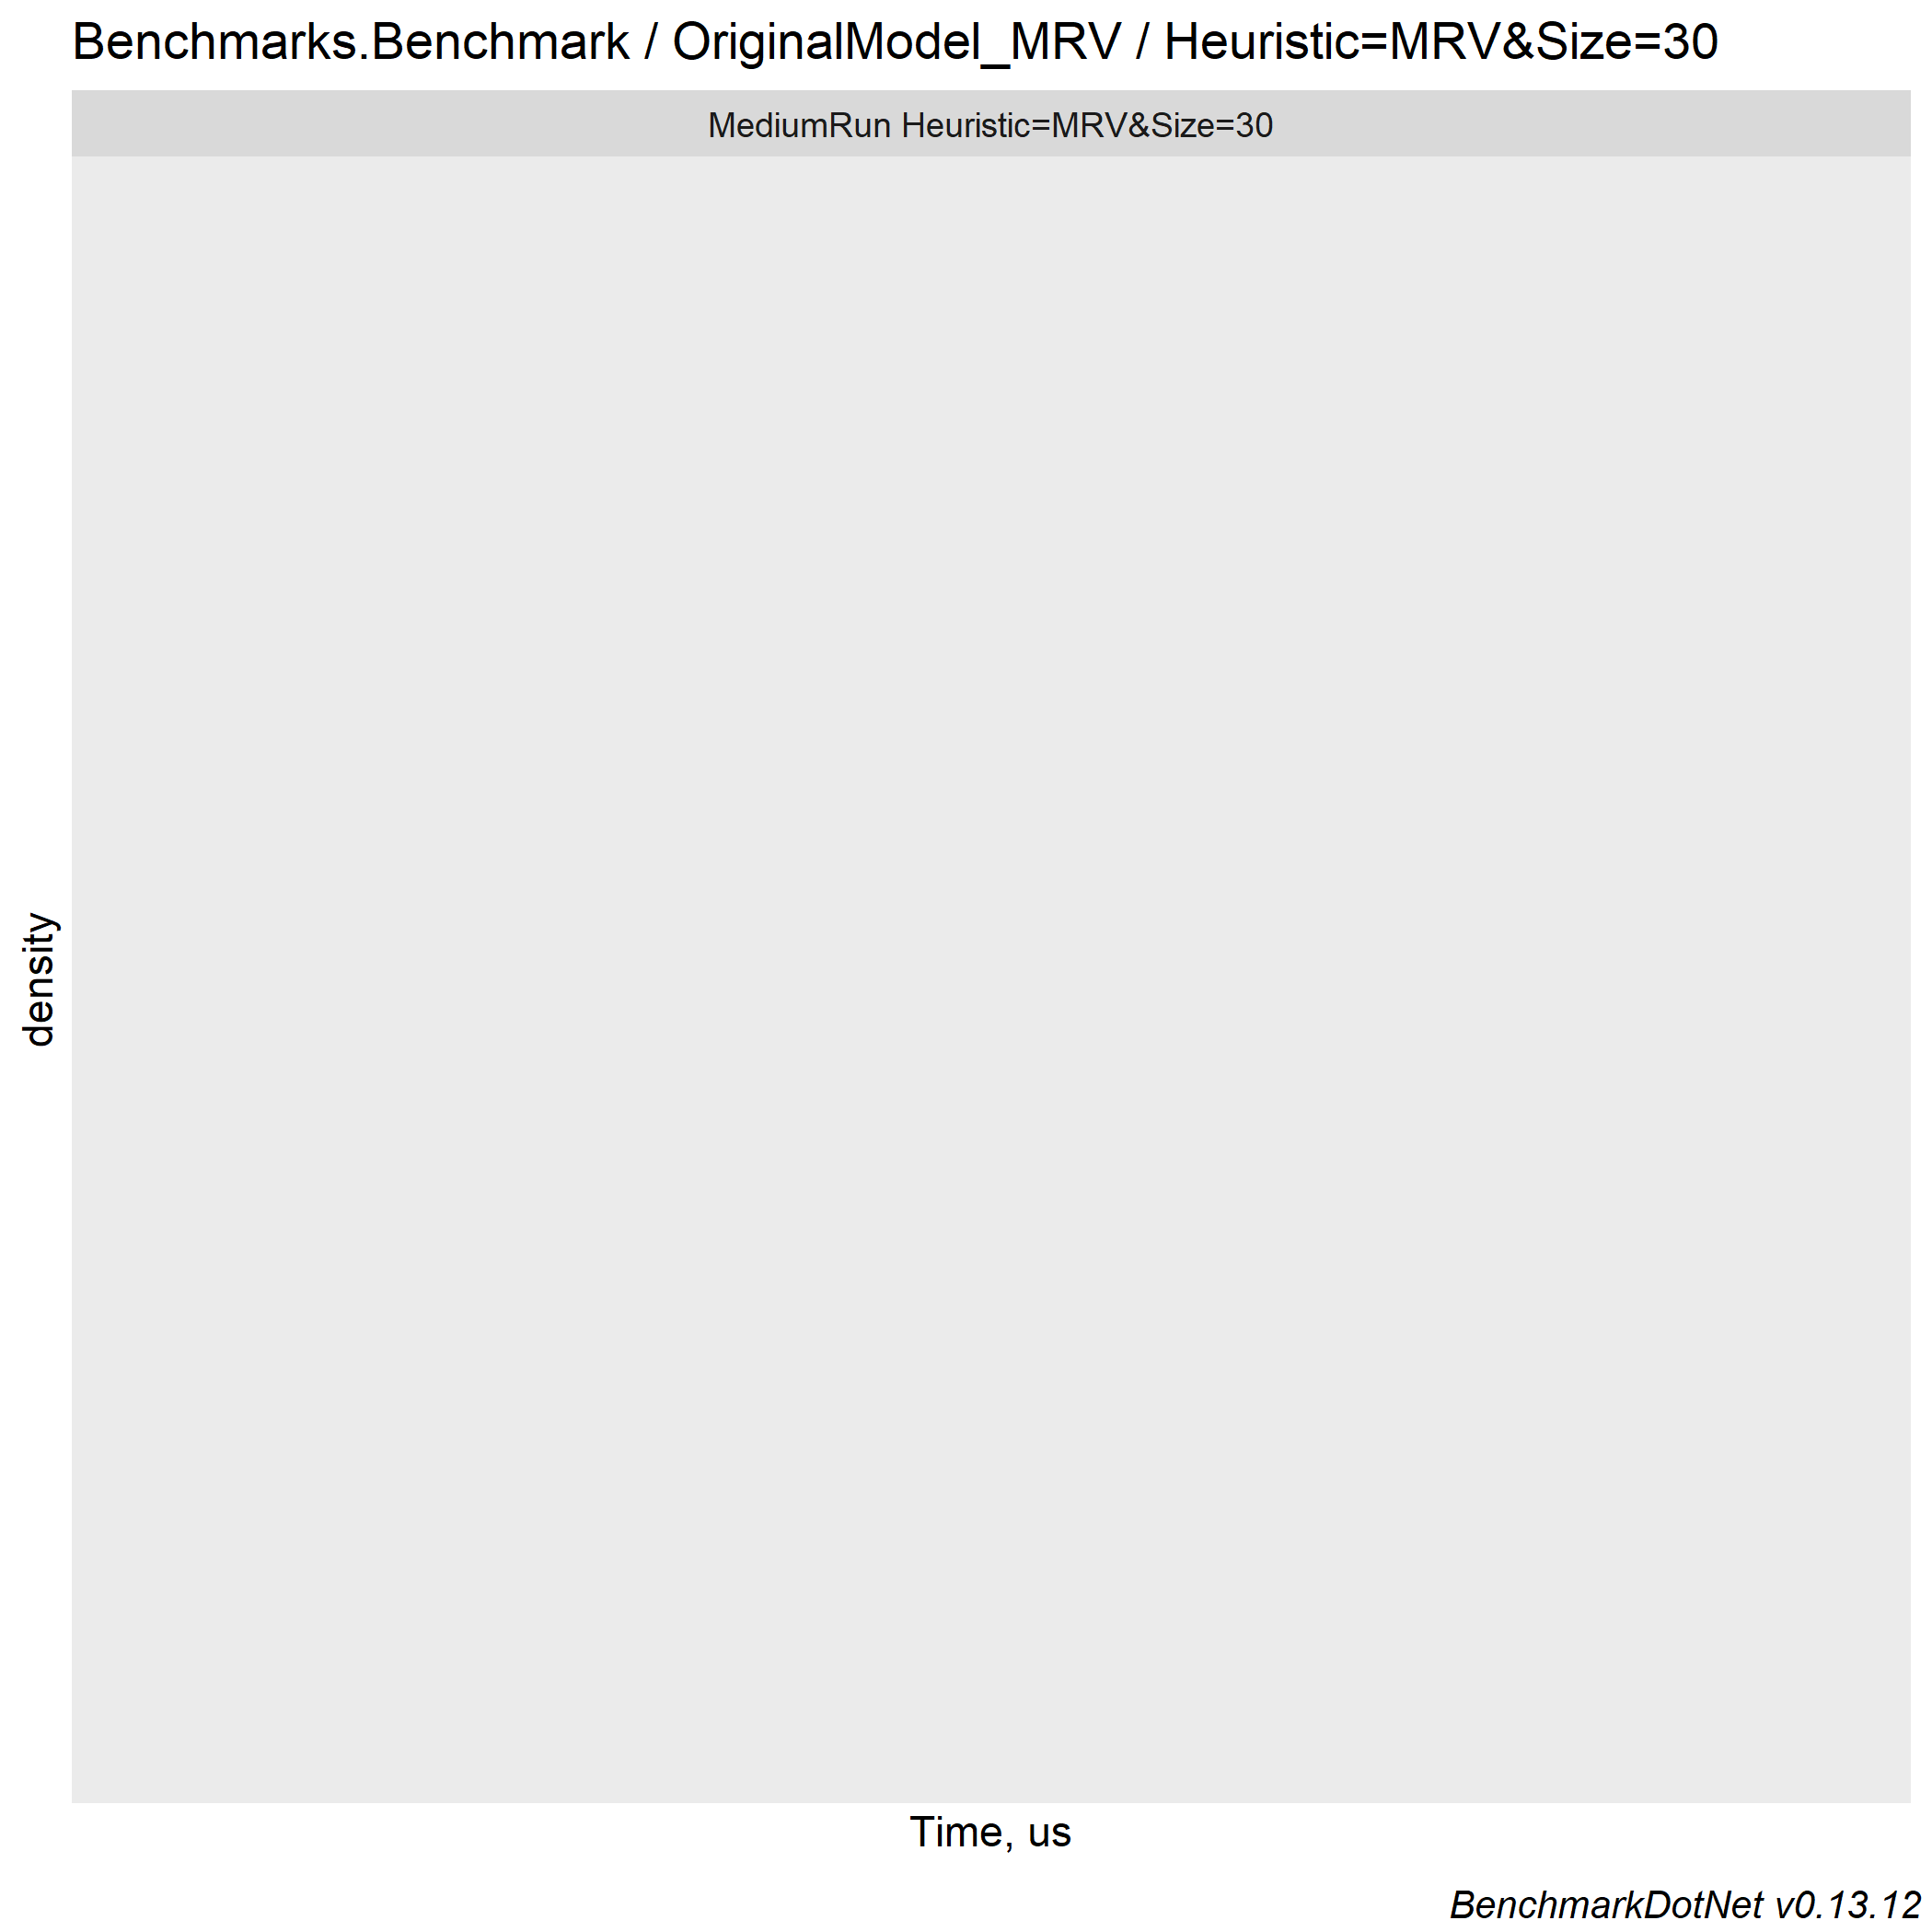 Benchmarks.Benchmark / OriginalModel_MRV / Heuristic=MRV&Size=30
MediumRun Heuristic=MRV&Size=30
density
Time, us
BenchmarkDotNet v0.13.12